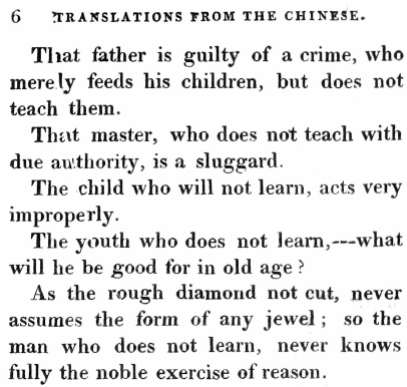 6 TRANSLATIONS FROM THE CHINESE.
That father is guilty of a crime, who
merely feeds his children, but does not
teach them.
That master, who does not teach with
due authority, is a sluggard.
The child who will not learn, acts very
improperly.
The youth who does not learn,---what
will he be good for in old age?
As the rough diamond not cut, never
assumes the form of any jewel; so the
man who does not learn, never knows
fully the noble exercise of reason.